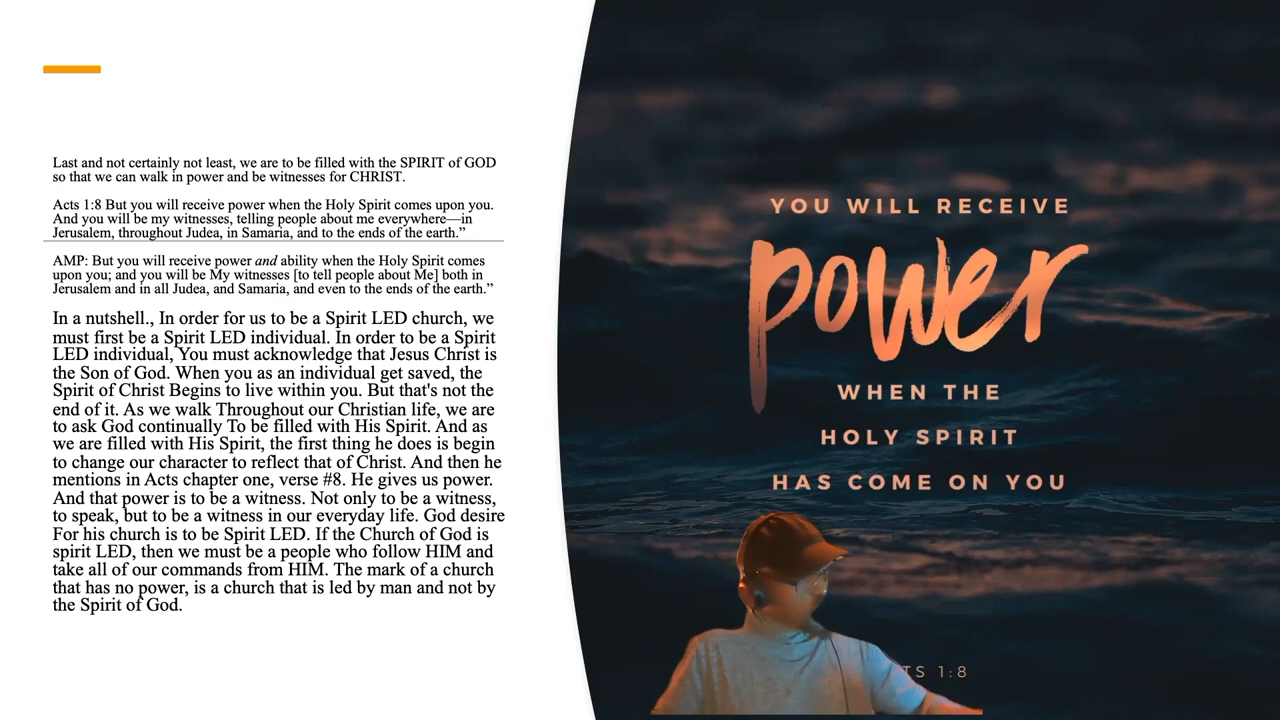 Last and not certainly not least, we are to be filled with the SPIRIT of GOD
so that we can walk in power and be witnesses for CHRIST.
Acts 1:8 But you will receive power when the Holy Spirit comes upon you.
And you will be my witnesses, telling people about me everywhere—in
Jerusalem, throughout Judea, in Samaria, and to the ends of the earth.”
AMP: But you will receive power and ability when the Holy Spirit comes
upon you; and you will be My witnesses [to tell people about Me] both in
Jerusalem and in all Judea, and Samaria, and even to the ends of the earth.”
In a nutshell., In order for us to be a Spirit LED church, we
must first be a Spirit LED individual. In order to be a Spirit
LED individual, You must acknowledge that Jesus Christ is
the Son of God. When you as an individual get saved, the
Spirit of Christ Begins to live within you. But that's not the
end of it. As we walk Throughout our Christian life, we are
to ask God continually To be filled with His Spirit. And as
we are filled with His Spirit, the first thing he does is begin
to change our character to reflect that of Christ. And then he
mentions in Acts chapter one, verse #8. He gives us power.
And that power is to be a witness. Not only to be a witness,
to speak, but to be a witness in our everyday life. God desire
For his church is to be Spirit LED. If the Church of God is
spirit LED, then we must be a people who follow HIM and
take all of our commands from HIM. The mark of a church
that has no power, is a church that is led by man and not by
the Spirit of God.
YOU WILL RECEIVE
power
WHEN THE
HOLY SPIRIT
HAS COME ON YOU
TS 1:8